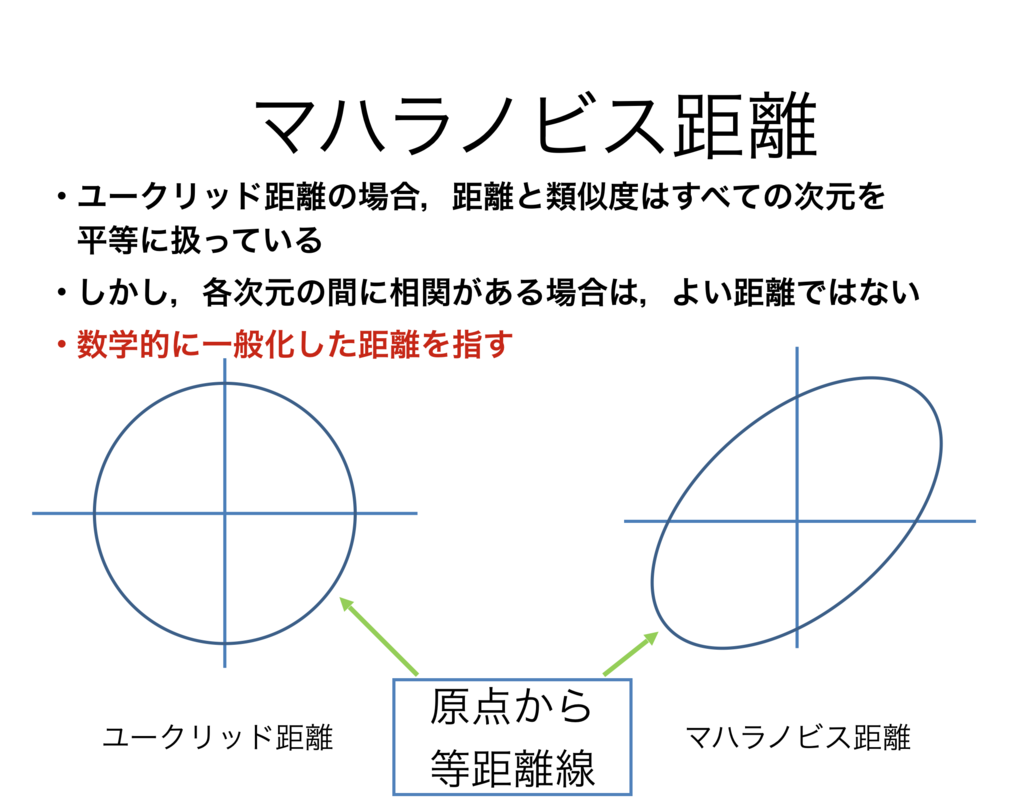 マハラノビス距離
・ユークリッド距離の場合，距離と類似度はすべての次元を
平等に扱っている
・しかし，各次元の間に相関がある場合は，よい距離ではない
・数学的に一般化した距離を指す
原点から
等距離線
ユークリッド距離
マハラノビス距離